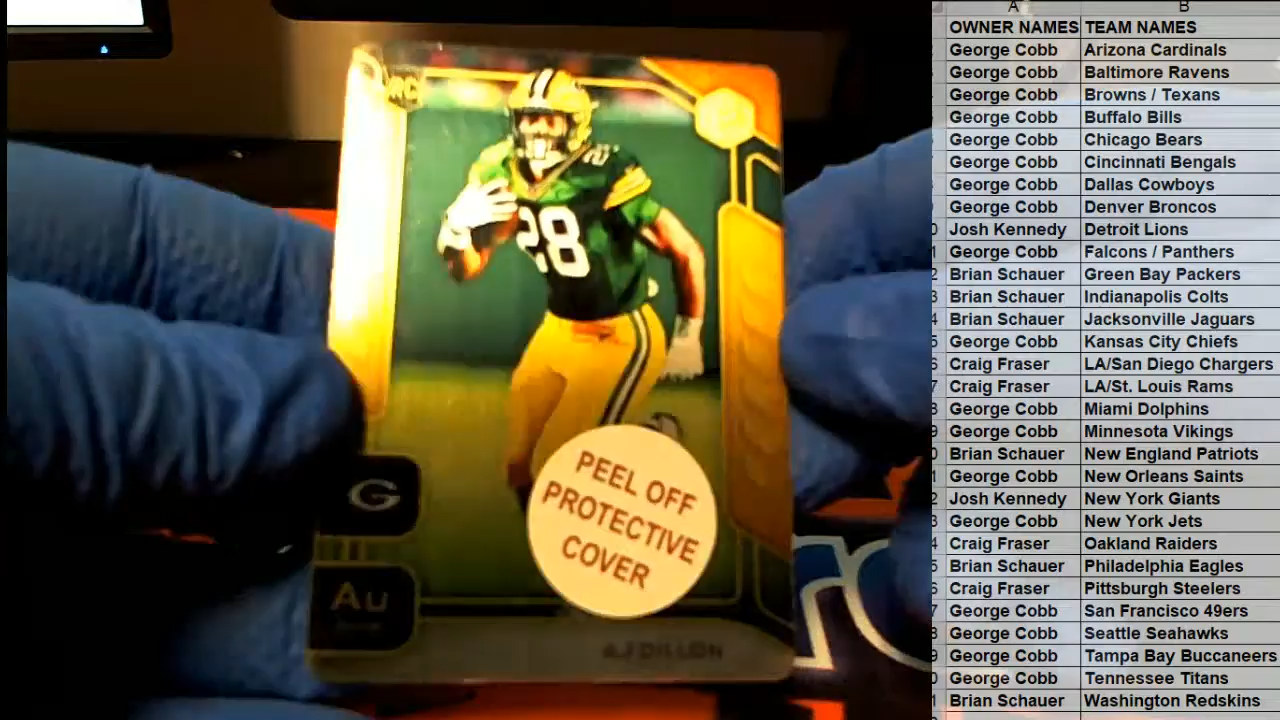 RC
28
28
G
Au
PEEL OFF
PROTECTIVE
COVER
AJ DILLON
A B
OWNER NAMES TEAM NAMES
George Cobb Arizona Cardinals
George Cobb Baltimore Ravens
George Cobb Browns / Texans
George Cobb Buffalo Bills
George Cobb Chicago Bears
George Cobb Cincinnati Bengals
George Cobb Dallas Cowboys
George Cobb Denver Broncos
Josh Kennedy Detroit Lions
George Cobb Falcons / Panthers
Brian Schauer Green Bay Packers
Brian Schauer Indianapolis Colts
Brian Schauer Jacksonville Jaguars
George Cobb Kansas City Chiefs
Craig Fraser LA/San Diego Chargers
Craig Fraser LA/St. Louis Rams
George Cobb Miami Dolphins
George Cobb Minnesota Vikings
Brian Schauer New England Patriots
George Cobb New Orleans Saints
Josh Kennedy New York Giants
George Cobb New York Jets
Craig Fraser Oakland Raiders
Brian Schauer Philadelphia Eagles
Craig Fraser Pittsburgh Steelers
George Cobb San Francisco 49ers
George Cobb Seattle Seahawks
George Cobb Tampa Bay Buccaneers
George Cobb Tennessee Titans
Brian Schauer Washington Redskins